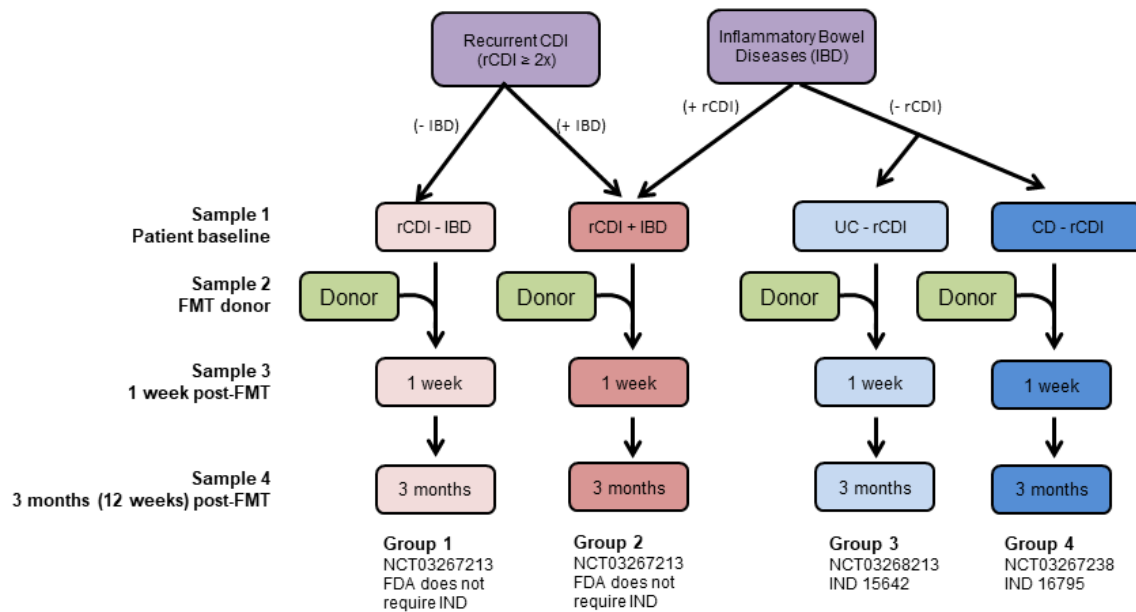 Recurrent CDI
(rCDI ≥ 2x)
Inflammatory Bowel
Diseases (IBD)
(- IBD)
(+ IBD)
(+ rCDI)
(- rCDI)
Sample 1
Patient baseline
rCDI - IBD
rCDI + IBD
UC - rCDI
CD - rCDI
Sample 2
FMT donor
Donor
Donor
Donor
Donor
Sample 3
1 week post-FMT
1 week
1 week
1 week
1 week
Sample 4
3 months (12 weeks) post-FMT
3 months
3 months
3 months
3 months
Group 1
NCT03267213
FDA does not
require IND
Group 2
NCT03267213
FDA does not
require IND
Group 3
NCT03268213
IND 15642
Group 4
NCT03267238
IND 16795